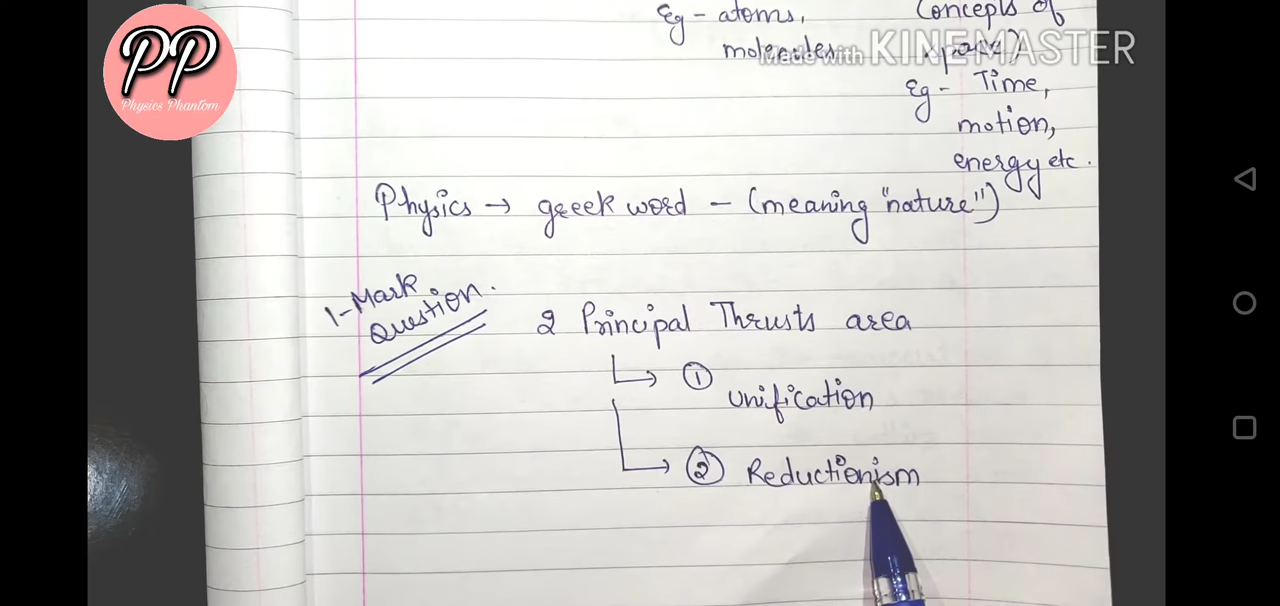 PP
Physics Phantom
Eg - atoms,
molecules
Concepts of
Eg - Time,
motion,
energy etc.
Made with KINEMASTER
Physics → greek word - (meaning "nature")
1-Mark
Question.
2 Principal Thrusts area
① Unification
② Reductionism